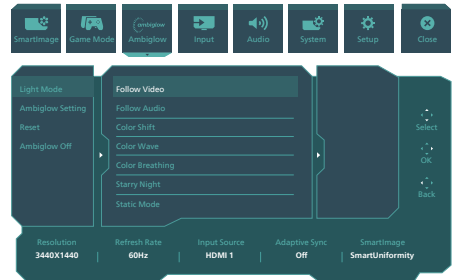 ambiglow
SmartImage Game Mode Ambiglow Input Audio System Setup Close
Light Mode
Ambiglow Setting
Reset
Ambiglow Off
Follow Video
Follow Audio
Color Shift
Color Wave
Color Breathing
Starry Night
Static Mode
Select
OK
Back
Resolution Refresh Rate Input Source Adaptive Sync SmartImage
3440X1440 | 60Hz | HDMI 1 | Off | SmartUniformity